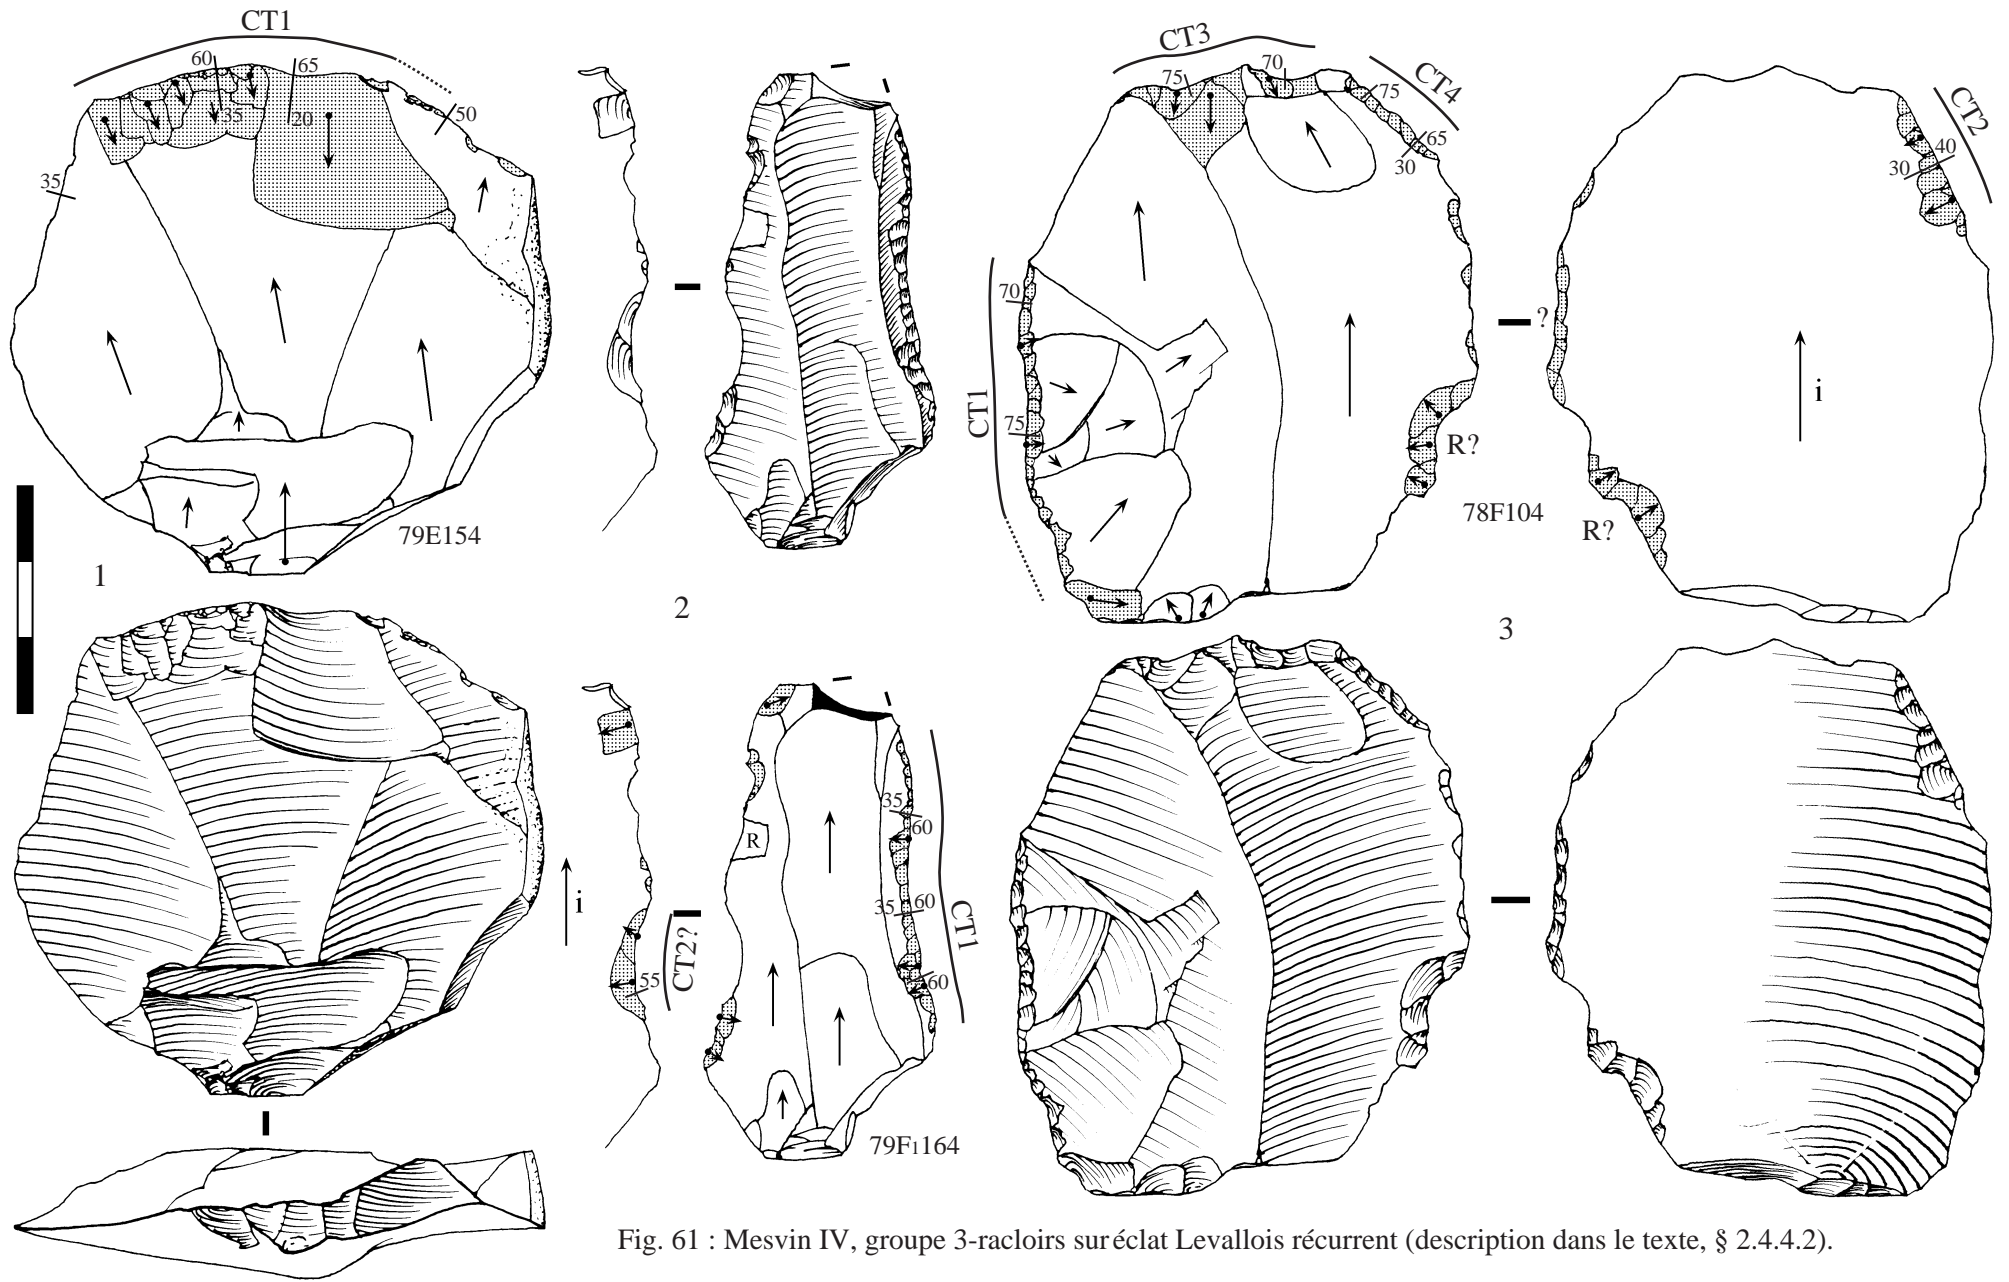 CT1
60
65
35
20
50
35
79E154
1
2
CT3
75
70
75
CT4
65
30
70
CT1
75
R?
78F104
CT2
40
30
?
i
R?
3
i
55
CT2?
R
35
60
35
60
60
CT1
79F1164
Fig. 61 : Mesvin IV, groupe 3-racloirs sur éclat Levallois récurrent (description dans le texte, § 2.4.4.2).